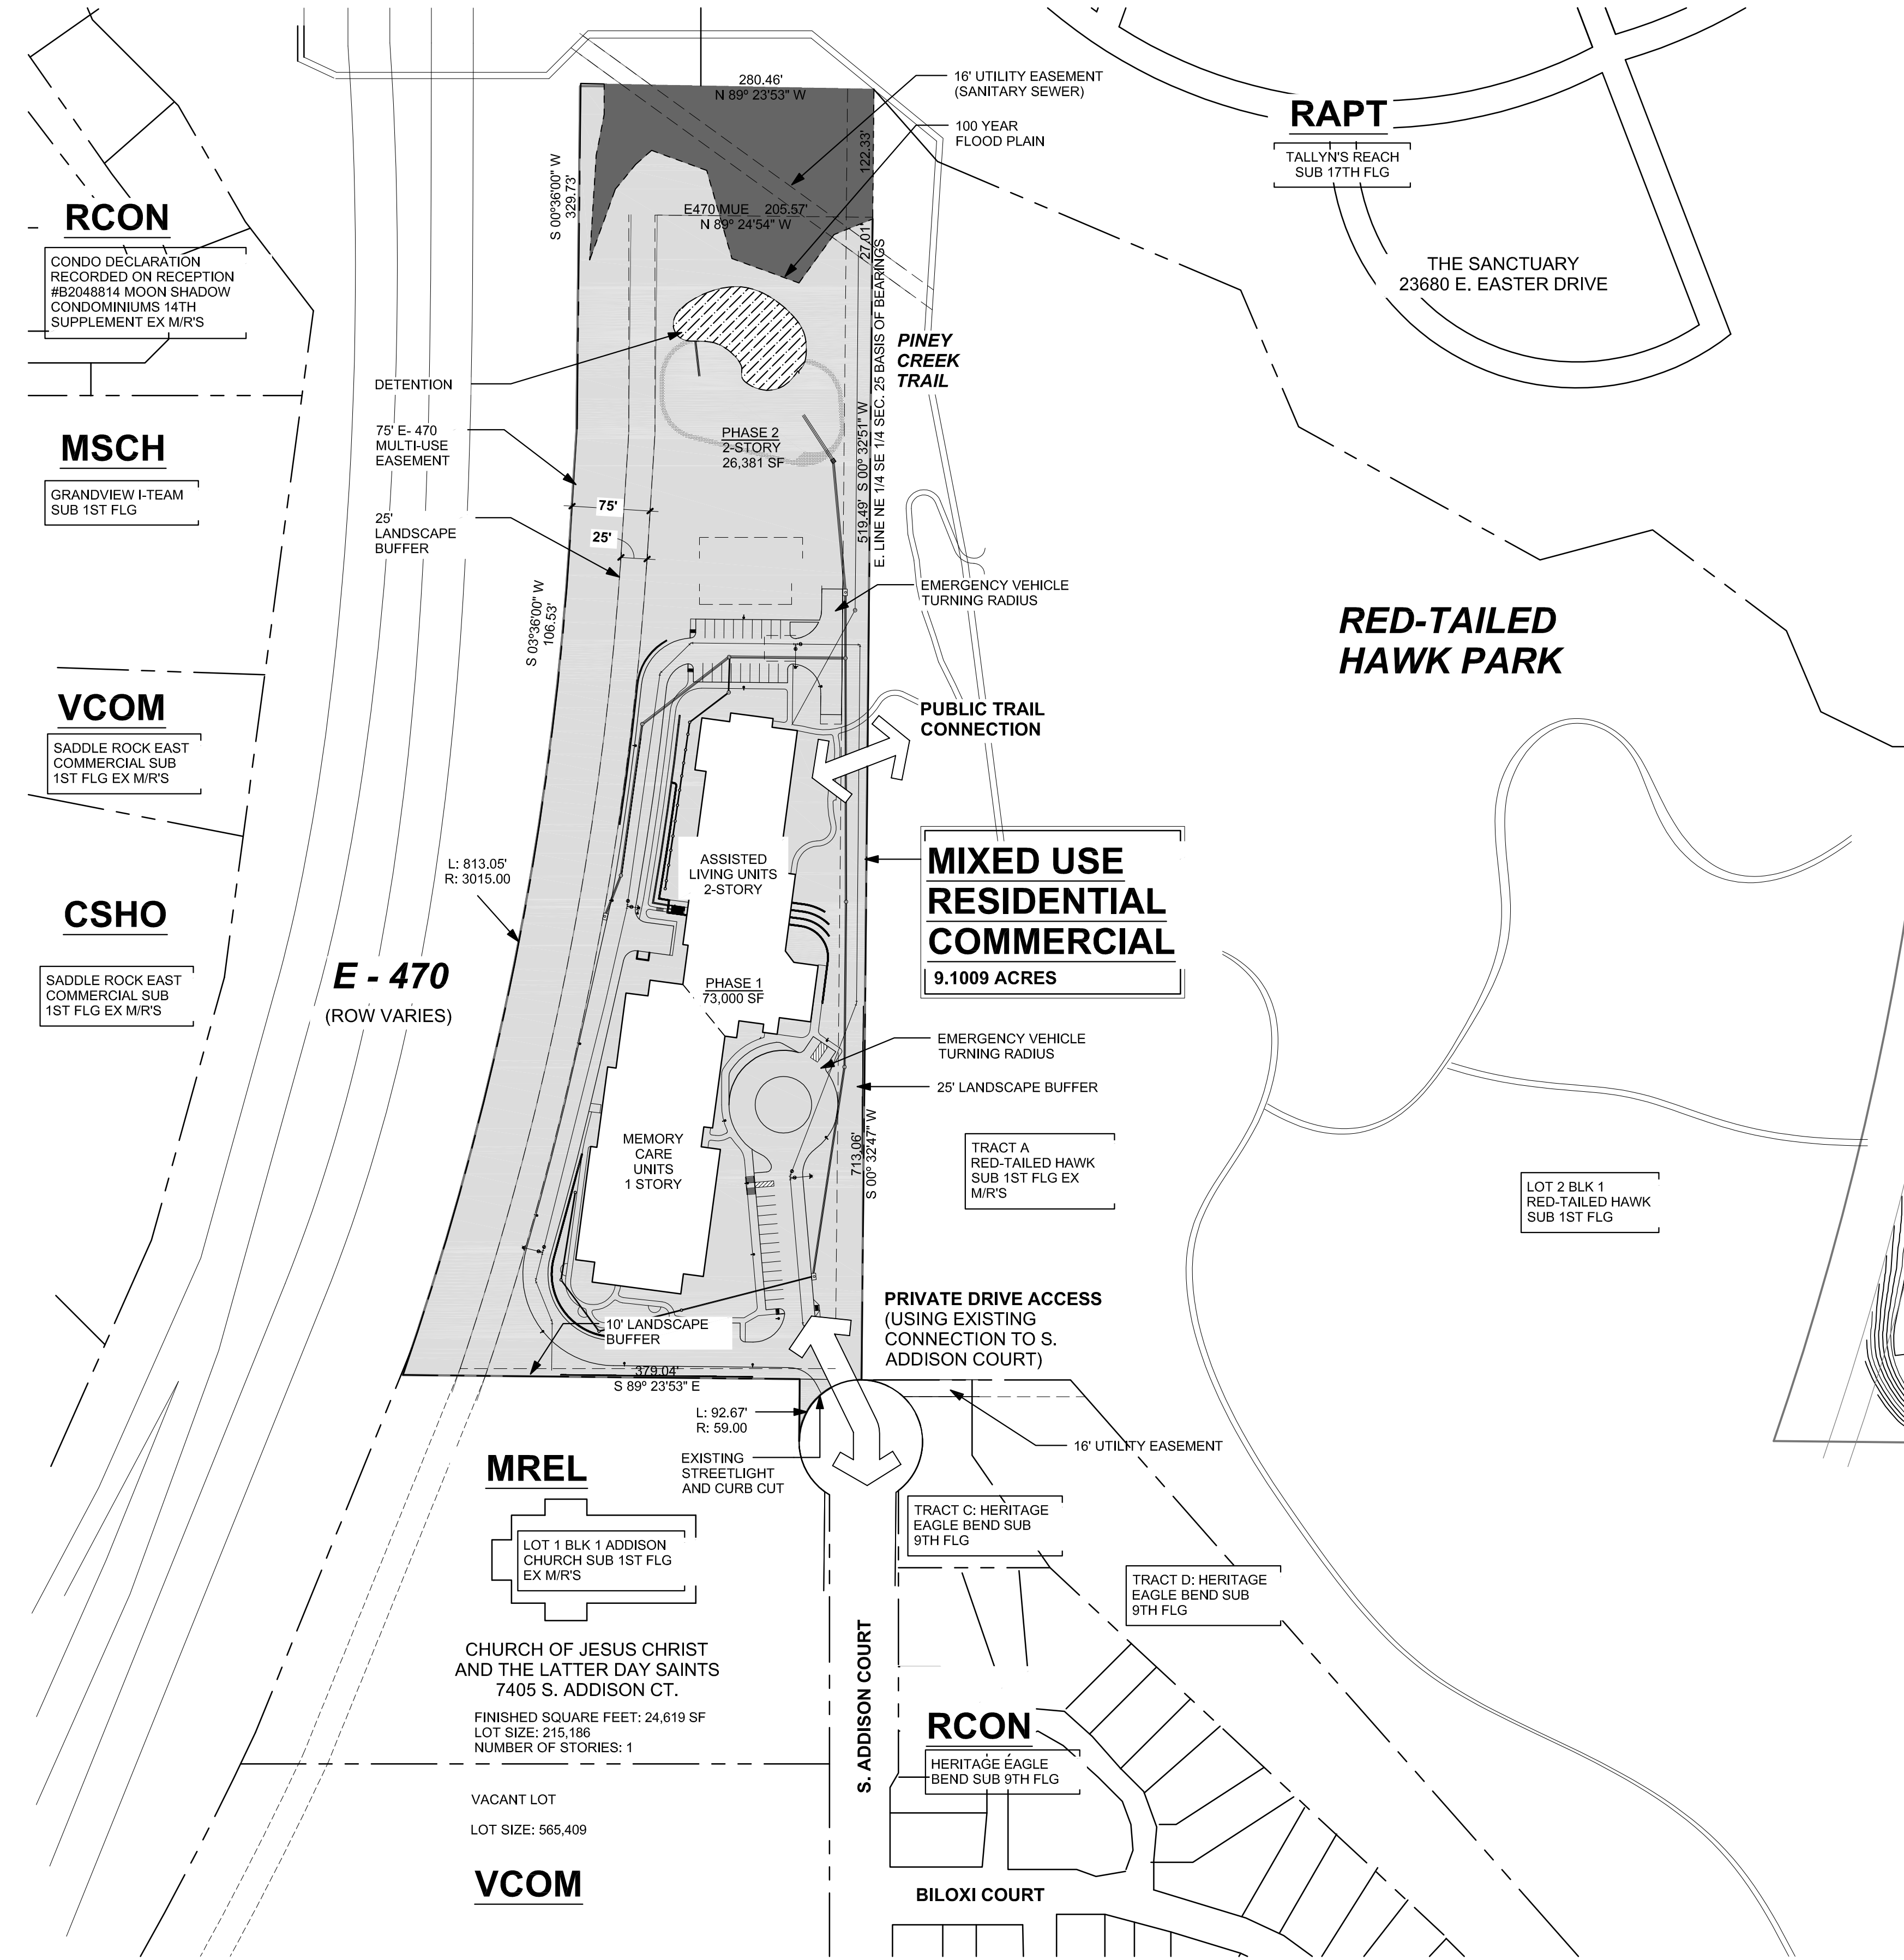 280.46'
N 89º 23'53" W
16' UTILITY EASEMENT
(SANITARY SEWER)
100 YEAR
FLOOD PLAIN
122.33'
S 00º36'00" W
329.73'
E470 MUE 205.57'
N 89º 24'54" W
27.01'
RAPT
TALLYN'S REACH
SUB 17TH FLG
THE SANCTUARY
23680 E. EASTER DRIVE
RCON
CONDO DECLARATION
RECORDED ON RECEPTION
#B2048814 MOON SHADOW
CONDOMINIUMS 14TH
SUPPLEMENT EX M/R'S
PINEY
CREEK
TRAIL
DETENTION
75' E- 470
MULTI-USE
EASEMENT
25'
LANDSCAPE
BUFFER
PHASE 2
2-STORY
26,381 SF
75'
25'
519.49' S 00º 32'51" W
E. LINE NE 1/4 SE 1/4 SEC. 25 BASIS OF BEARINGS
MSCH
GRANDVIEW I-TEAM
SUB 1ST FLG
S 03º36'00" W
106.53'
EMERGENCY VEHICLE
TURNING RADIUS
RED-TAILED
HAWK PARK
VCOM
SADDLE ROCK EAST
COMMERCIAL SUB
1ST FLG EX M/R'S
PUBLIC TRAIL
CONNECTION
L: 813.05'
R: 3015.00
ASSISTED
LIVING UNITS
2-STORY
MIXED USE
RESIDENTIAL
COMMERCIAL
9.1009 ACRES
CSHO
SADDLE ROCK EAST
COMMERCIAL SUB
1ST FLG EX M/R'S
E - 470
(ROW VARIES)
PHASE 1
73,000 SF
EMERGENCY VEHICLE
TURNING RADIUS
25' LANDSCAPE BUFFER
MEMORY
CARE
UNITS
1 STORY
713.06'
S 00º 32'47" W
TRACT A
RED-TAILED HAWK
SUB 1ST FLG EX
M/R'S
LOT 2 BLK 1
RED-TAILED HAWK
SUB 1ST FLG
PRIVATE DRIVE ACCESS
(USING EXISTING
CONNECTION TO S.
ADDISON COURT)
10' LANDSCAPE
BUFFER
379.04'
S 89º 23'53" E
L: 92.67'
R: 59.00
EXISTING
STREETLIGHT
AND CURB CUT
16' UTILITY EASEMENT
MREL
LOT 1 BLK 1 ADDISON
CHURCH SUB 1ST FLG
EX M/R'S
TRACT C: HERITAGE
EAGLE BEND SUB
9TH FLG
TRACT D: HERITAGE
EAGLE BEND SUB
9TH FLG
CHURCH OF JESUS CHRIST
AND THE LATTER DAY SAINTS
7405 S. ADDISON CT.
FINISHED SQUARE FEET: 24,619 SF
LOT SIZE: 215,186
NUMBER OF STORIES: 1
S. ADDISON COURT
RCON
HERITAGE EAGLE
BEND SUB 9TH FLG
VACANT LOT
LOT SIZE: 565,409
VCOM
BILOXI COURT